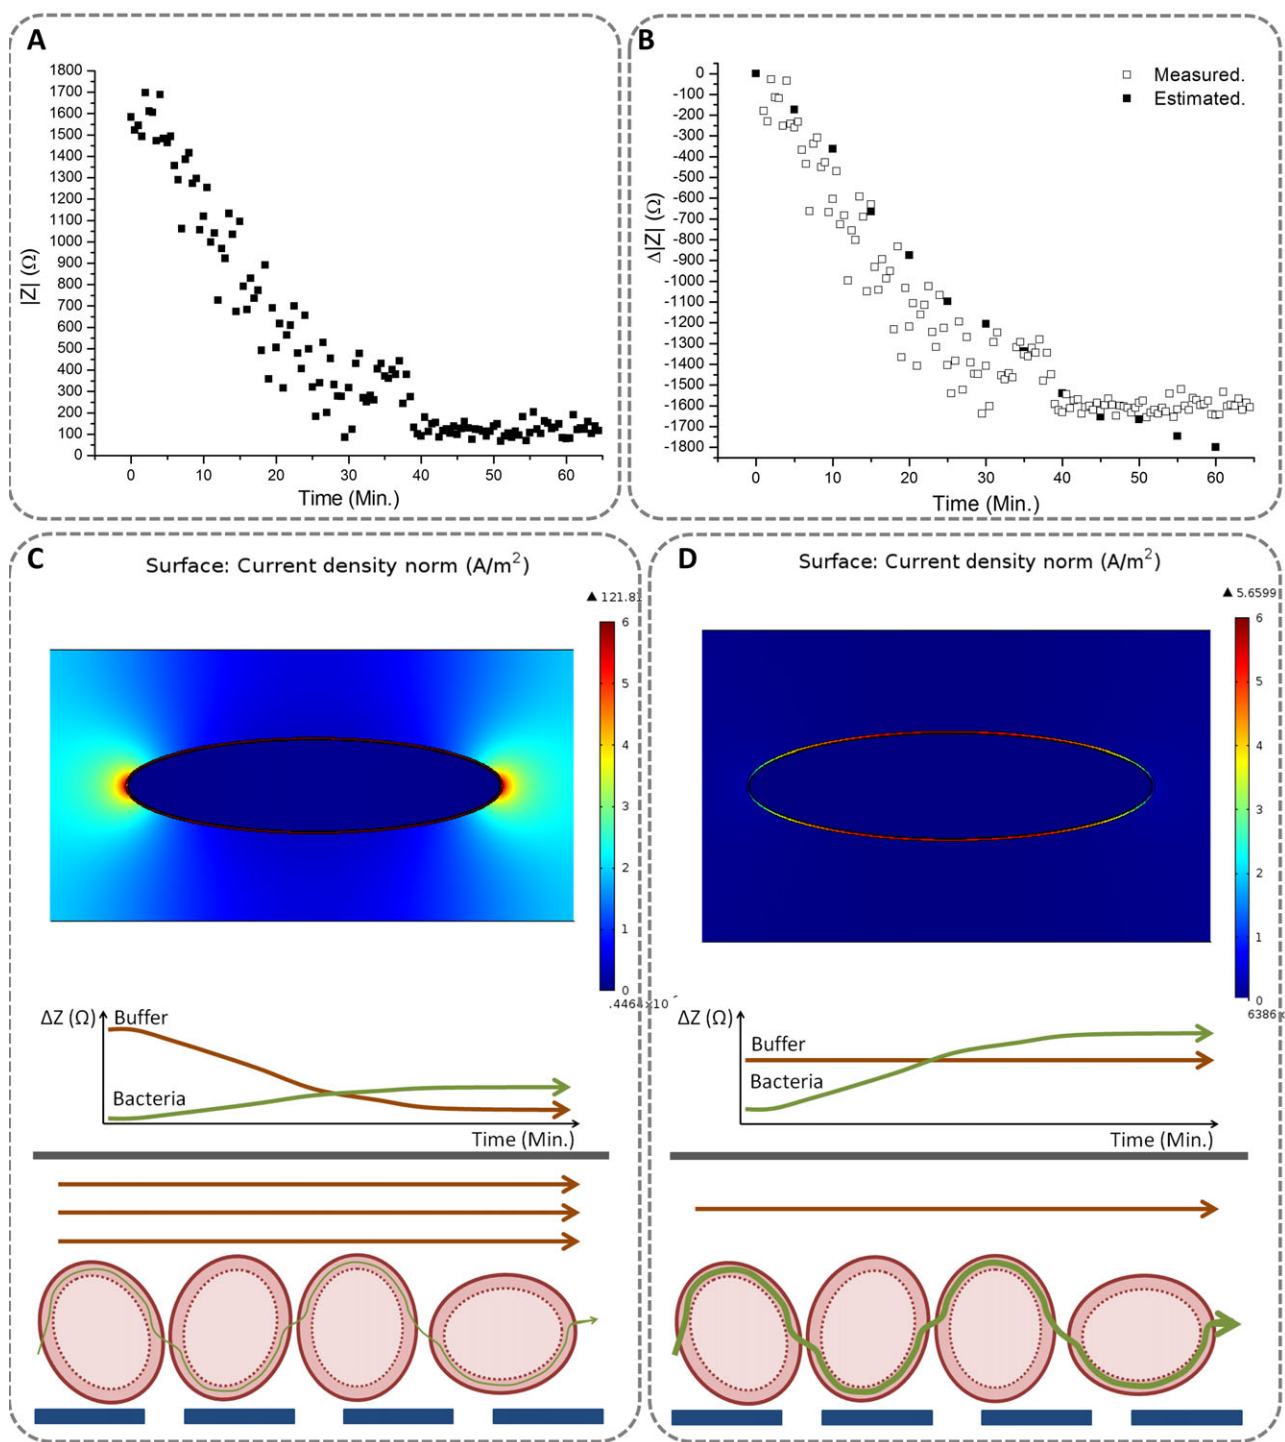 A
1800
1700
1600
1500
1400
1300
1200
1100
1000
900
800
700
600
500
400
300
200
100
0
|Z| (Ω)
0 10 20 30 40 50 60
Time (Min.)
B
Measured.
Estimated.
0
-100
-200
-300
-400
-500
-600
-700
-800
-900
-1000
-1100
-1200
-1300
-1400
-1500
-1600
-1700
-1800
Δ|Z| (Ω)
0 10 20 30 40 50 60
Time (Min.)
C
Surface: Current density norm (A/m²)
▲ 121.81
6
5
4
3
2
1
0
.4464×10
ΔZ (Ω)
Buffer
Bacteria
Time (Min.)
D
Surface: Current density norm (A/m²)
▲ 5.6599
6
5
4
3
2
1
0
6386
ΔZ (Ω)
Buffer
Bacteria
Time (Min.)